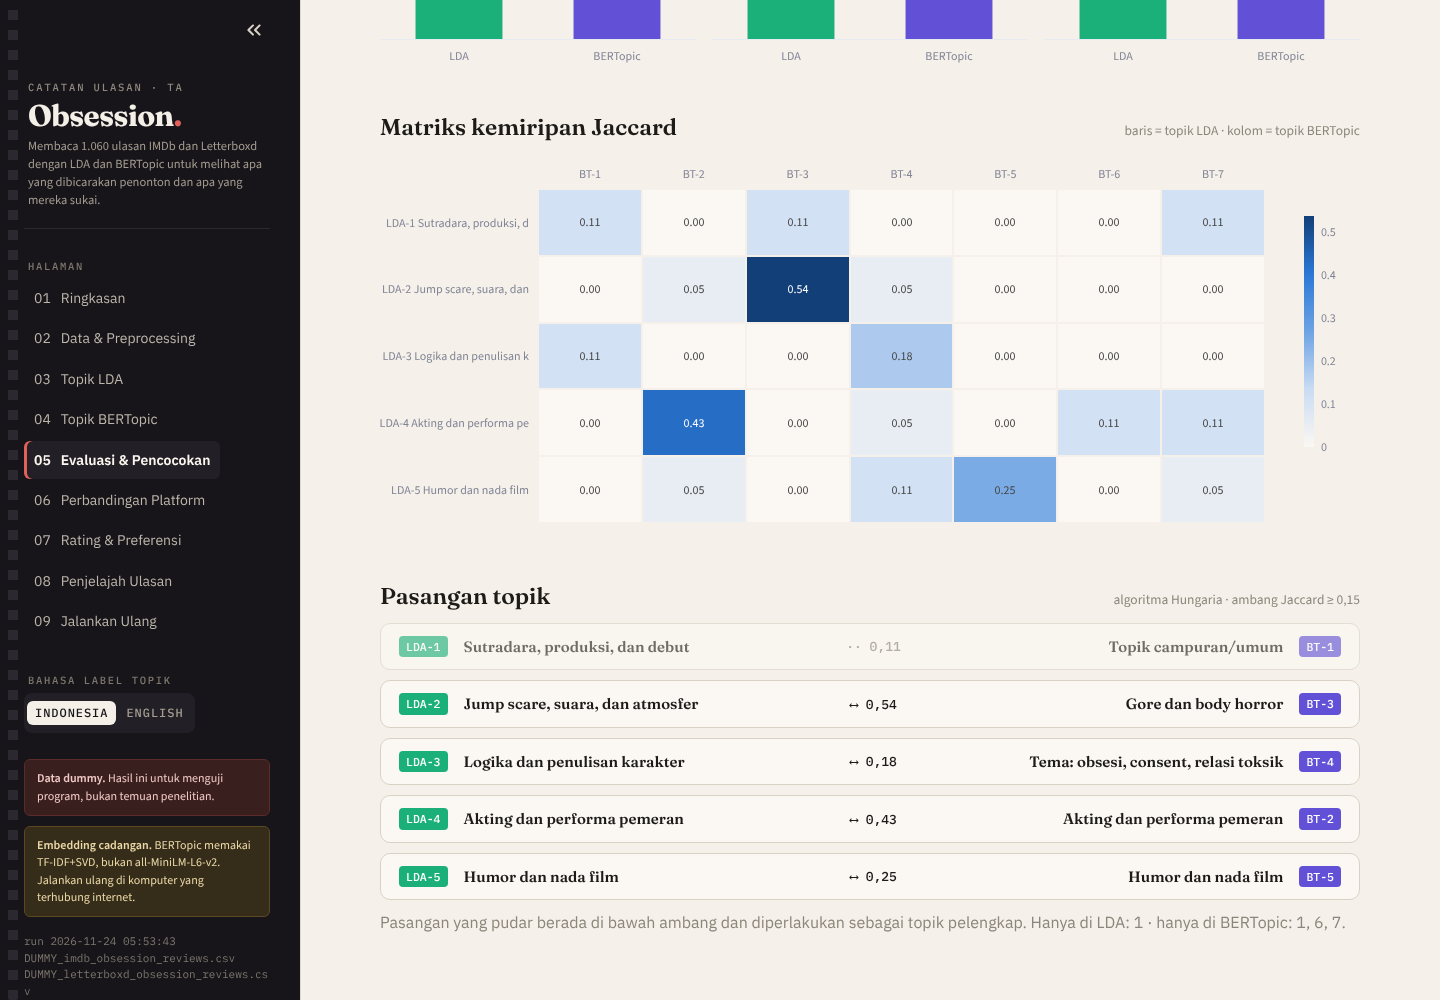 CATATAN ULASAN · TA
Obsession.
Membaca 1.060 ulasan IMDb dan Letterboxd
dengan LDA dan BERTopic untuk melihat apa
yang dibicarakan penonton dan apa yang
mereka sukai.
HALAMAN
01 Ringkasan
02 Data & Preprocessing
03 Topik LDA
04 Topik BERTopic
05 Evaluasi & Pencocokan
06 Perbandingan Platform
07 Rating & Preferensi
08 Penjelajah Ulasan
09 Jalankan Ulang
BAHASA LABEL TOPIK
INDONESIA ENGLISH
Data dummy. Hasil ini untuk menguji
program, bukan temuan penelitian.
Embedding cadangan. BERTopic memakai
TF-IDF+SVD, bukan all-MiniLM-L6-v2.
Jalankan ulang di komputer yang
terhubung internet.
run 2026-11-24 05:53:43
DUMMY_imdb_obsession_reviews.csv
DUMMY_letterboxd_obsession_reviews.cs
v
LDA BERTopic LDA BERTopic LDA BERTopic
Matriks kemiripan Jaccard
baris = topik LDA · kolom = topik BERTopic
BT-1 BT-2 BT-3 BT-4 BT-5 BT-6 BT-7
LDA-1 Sutradara, produksi, d 0.11 0.00 0.11 0.00 0.00 0.00 0.11
LDA-2 Jump scare, suara, dan 0.00 0.05 0.54 0.05 0.00 0.00 0.00
LDA-3 Logika dan penulisan k 0.11 0.00 0.00 0.18 0.00 0.00 0.00
LDA-4 Akting dan performa pe 0.00 0.43 0.00 0.05 0.00 0.11 0.11
LDA-5 Humor dan nada film 0.00 0.05 0.00 0.11 0.25 0.00 0.05
0.5
0.4
0.3
0.2
0.1
0
Pasangan topik
algoritma Hungaria · ambang Jaccard ≥ 0,15
LDA-1 Sutradara, produksi, dan debut ·· 0,11 Topik campuran/umum BT-1
LDA-2 Jump scare, suara, dan atmosfer ↔ 0,54 Gore dan body horror BT-3
LDA-3 Logika dan penulisan karakter ↔ 0,18 Tema: obsesi, consent, relasi toksik BT-4
LDA-4 Akting dan performa pemeran ↔ 0,43 Akting dan performa pemeran BT-2
LDA-5 Humor dan nada film ↔ 0,25 Humor dan nada film BT-5
Pasangan yang pudar berada di bawah ambang dan diperlakukan sebagai topik pelengkap. Hanya di LDA: 1 · hanya di BERTopic: 1, 6, 7.